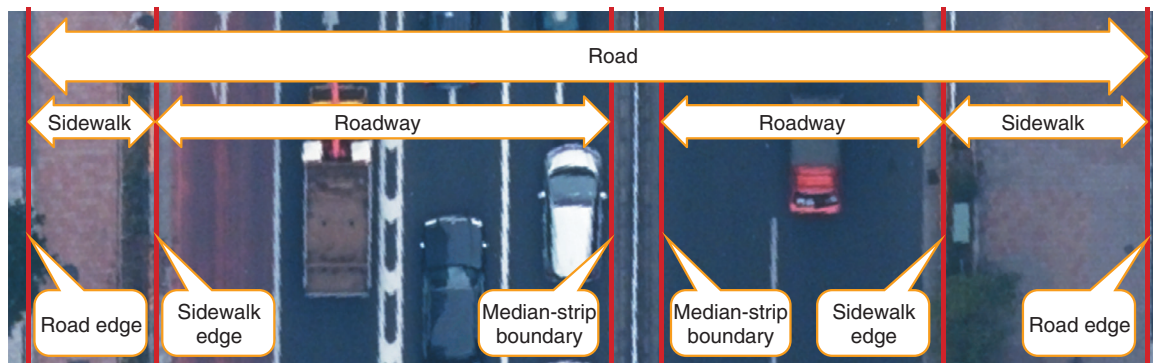 Road
Sidewalk
Roadway
Roadway
Sidewalk
Road edge
Sidewalk
edge
Median-strip
boundary
Median-strip
boundary
Sidewalk
edge
Road edge